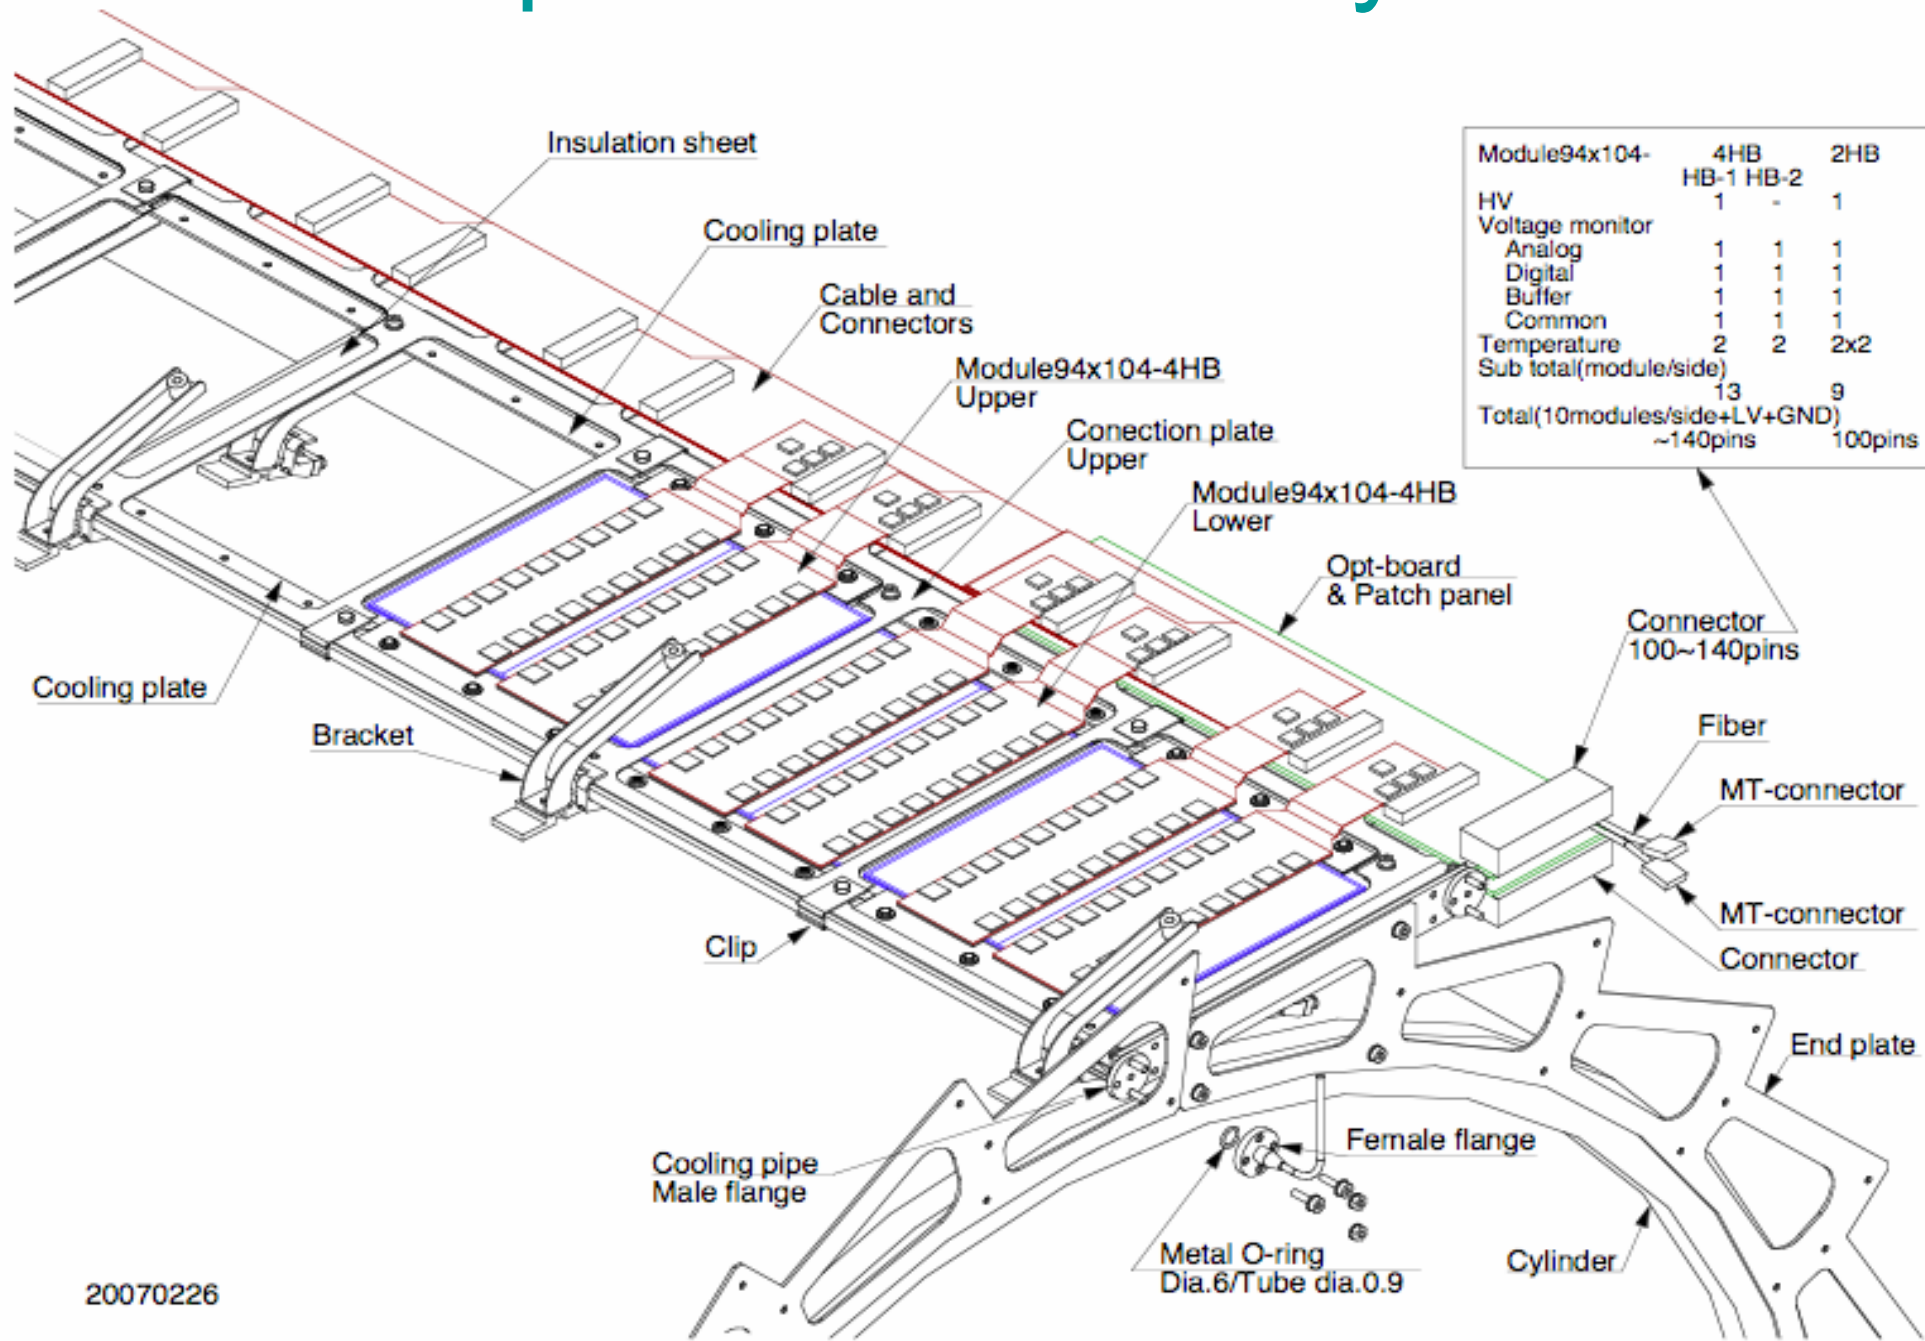 Insulation sheet
Cooling plate
Cable and
Connectors
Module94x104-4HB
Upper
Conection plate
Upper
Module94x104-4HB
Lower
Opt-board
& Patch panel
Module94x104- 4HB 2HB
HB-1 HB-2
HV 1 - 1
Voltage monitor
Analog 1 1 1
Digital 1 1 1
Buffer 1 1 1
Common 1 1 1
Temperature 2 2 2x2
Sub total(module/side)
13 9
Total(10modules/side+LV+GND)
~140pins 100pins
Connector
100~140pins
Fiber
MT-connector
MT-connector
Connector
Cooling plate
Bracket
Clip
End plate
Cooling pipe
Male flange
Female flange
Metal O-ring
Dia.6/Tube dia.0.9
Cylinder
20070226